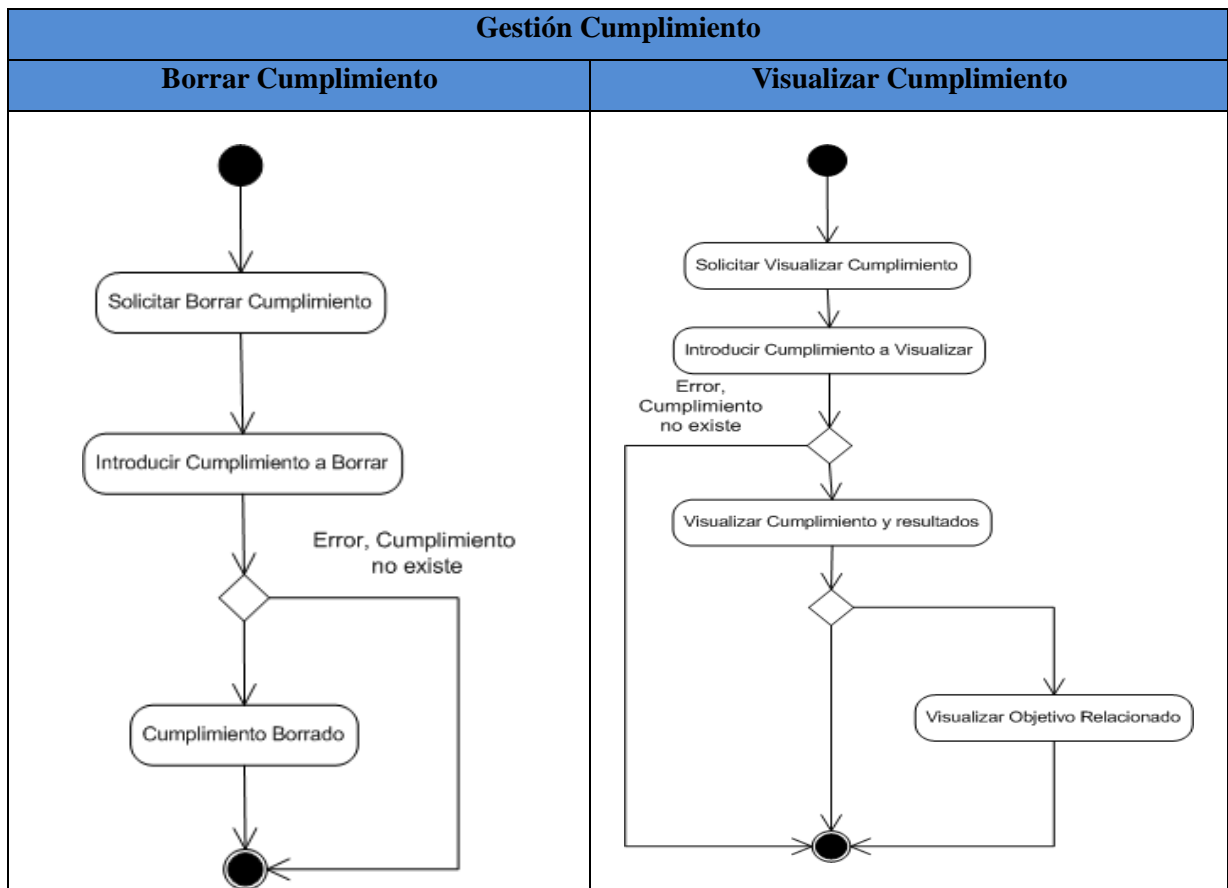 Gestión Cumplimiento
Borrar Cumplimiento
Visualizar Cumplimiento
Solicitar Borrar Cumplimiento
Introducir Cumplimiento a Borrar
Error, Cumplimiento
no existe
Cumplimiento Borrado
Solicitar Visualizar Cumplimiento
Introducir Cumplimiento a Visualizar
Error,
Cumplimiento
no existe
Visualizar Cumplimiento y resultados
Visualizar Objetivo Relacionado